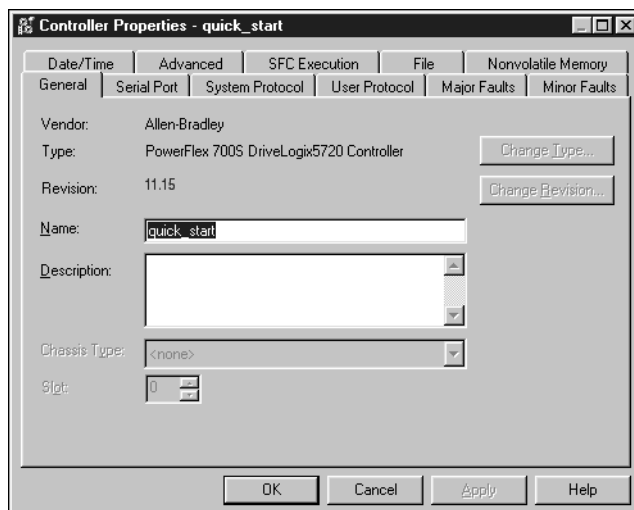 Controller Properties - quick_start
Date/Time Advanced SFC Execution File Nonvolatile Memory
General Serial Port System Protocol User Protocol Major Faults Minor Faults
Vendor: Allen-Bradley
Type: PowerFlex 700S DriveLogix5720 Controller
Change Type...
Revision: 11.15
Change Revision...
Name: quick_start
Description:
Chassis Type: <none>
Slot: 0
OK Cancel Apply Help